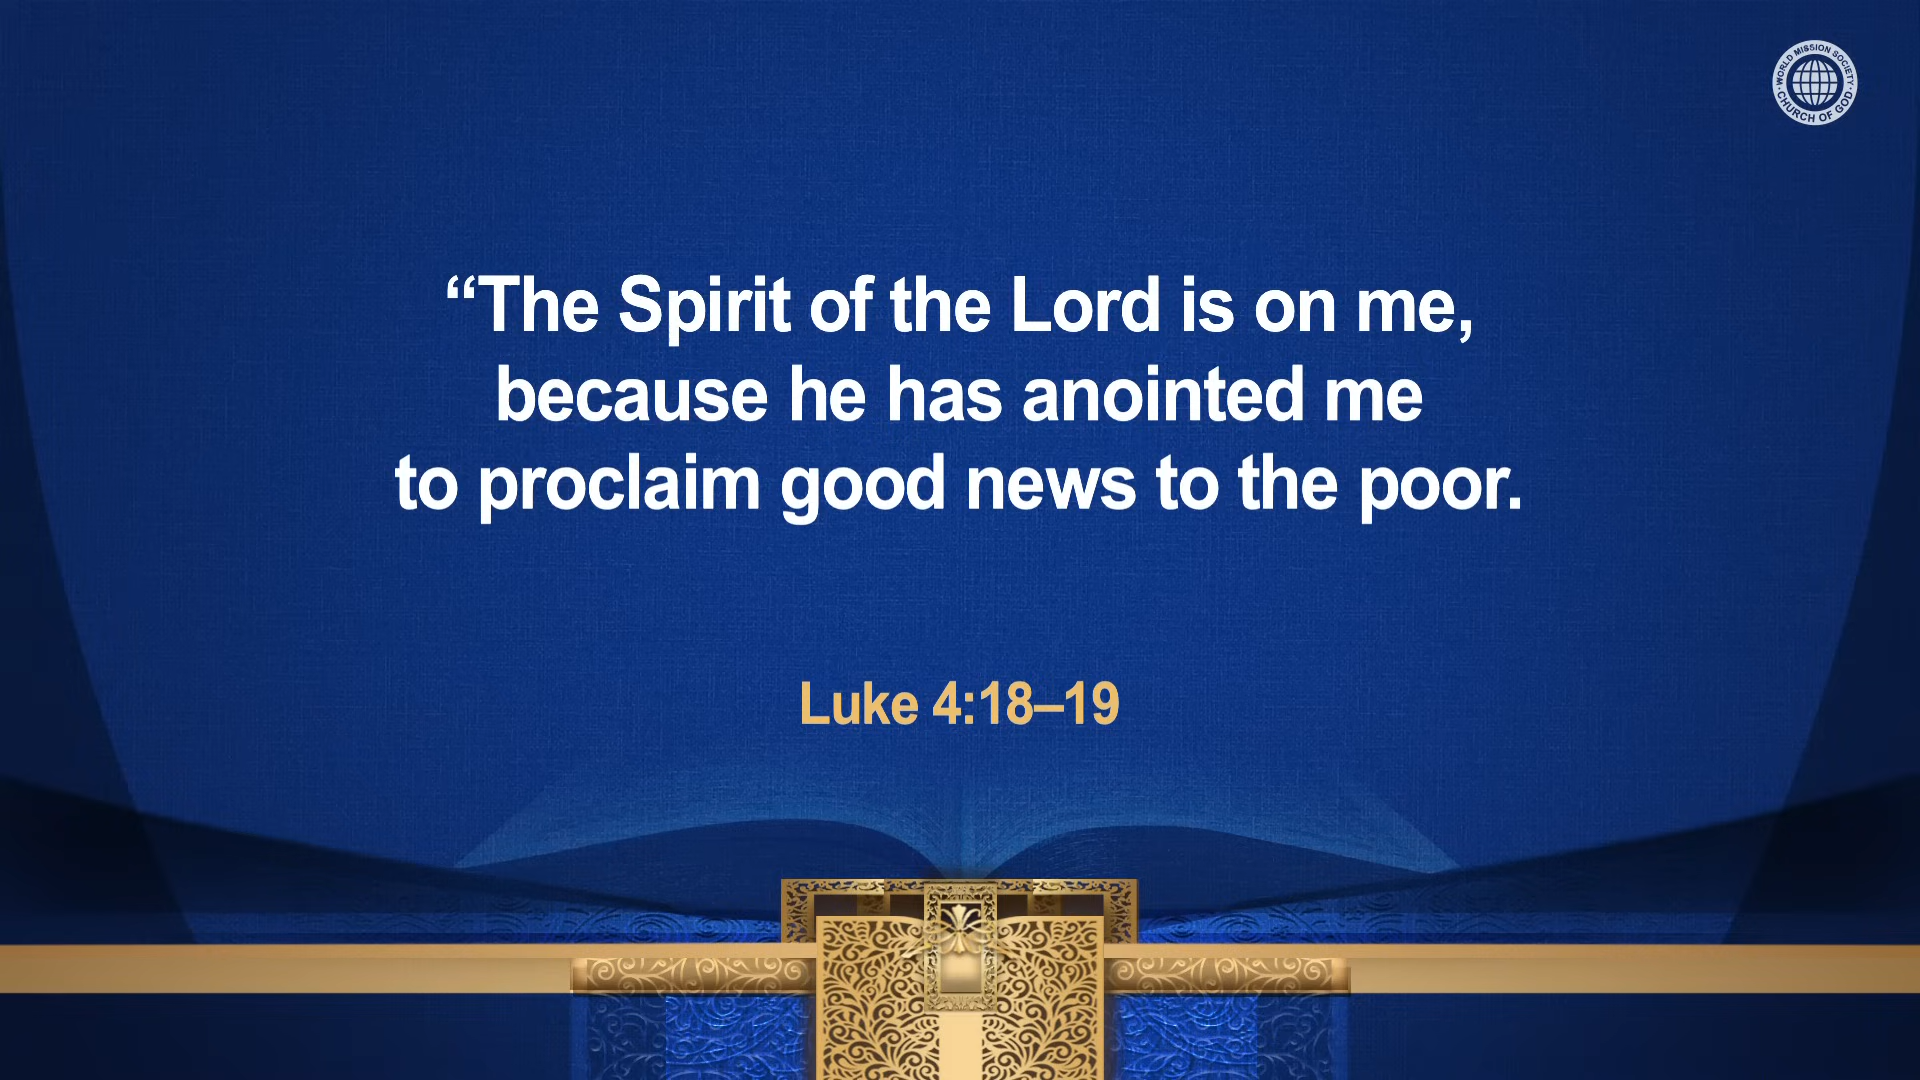 WORLD MISSION SOCIETY
CHURCH OF GOD
“The Spirit of the Lord is on me,
because he has anointed me
to proclaim good news to the poor.
Luke 4:18–19